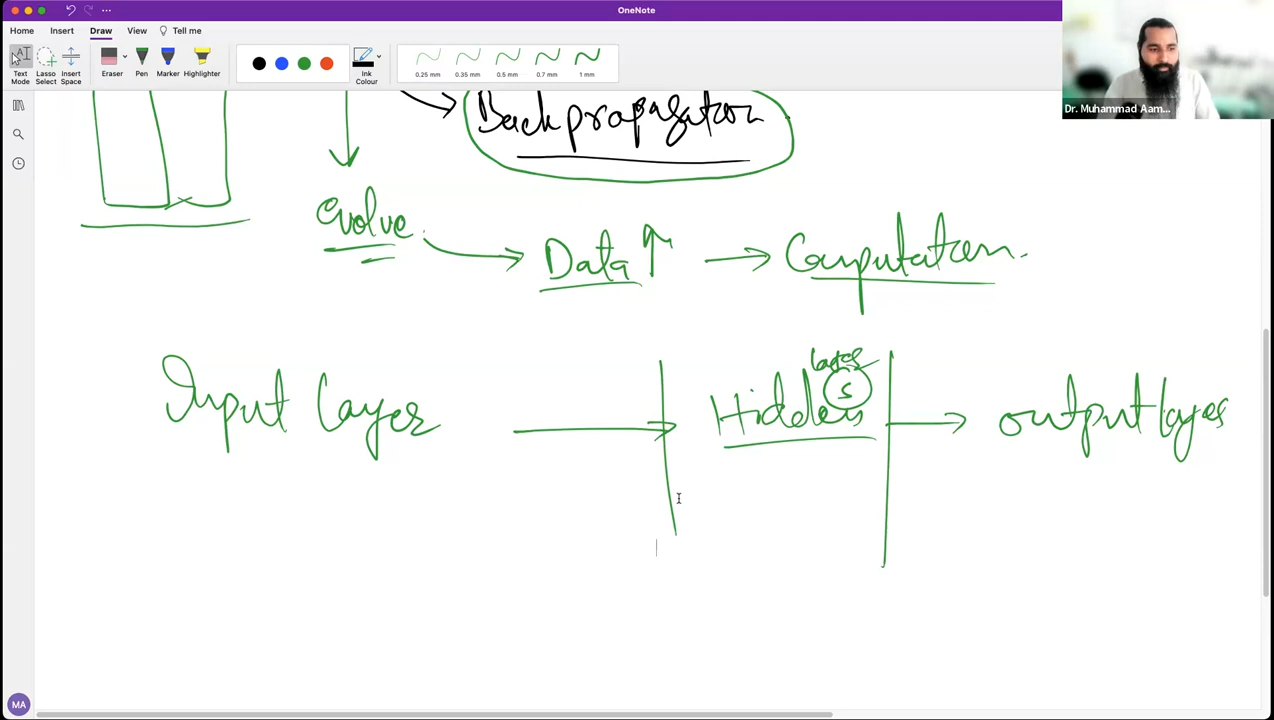 OneNote
Home Insert Draw View Tell me
Text Mode
Lasso Select
Insert Space
Eraser
Pen
Marker
Highlighter
Ink Colour
0.25 mm
0.35 mm
0.5 mm
0.7 mm
1 mm
Dr. Muhammad Aam...
Backpropagation
evolve
Data ↑ → Computation.
layer
Input layer → Hidden s → output layer
MA